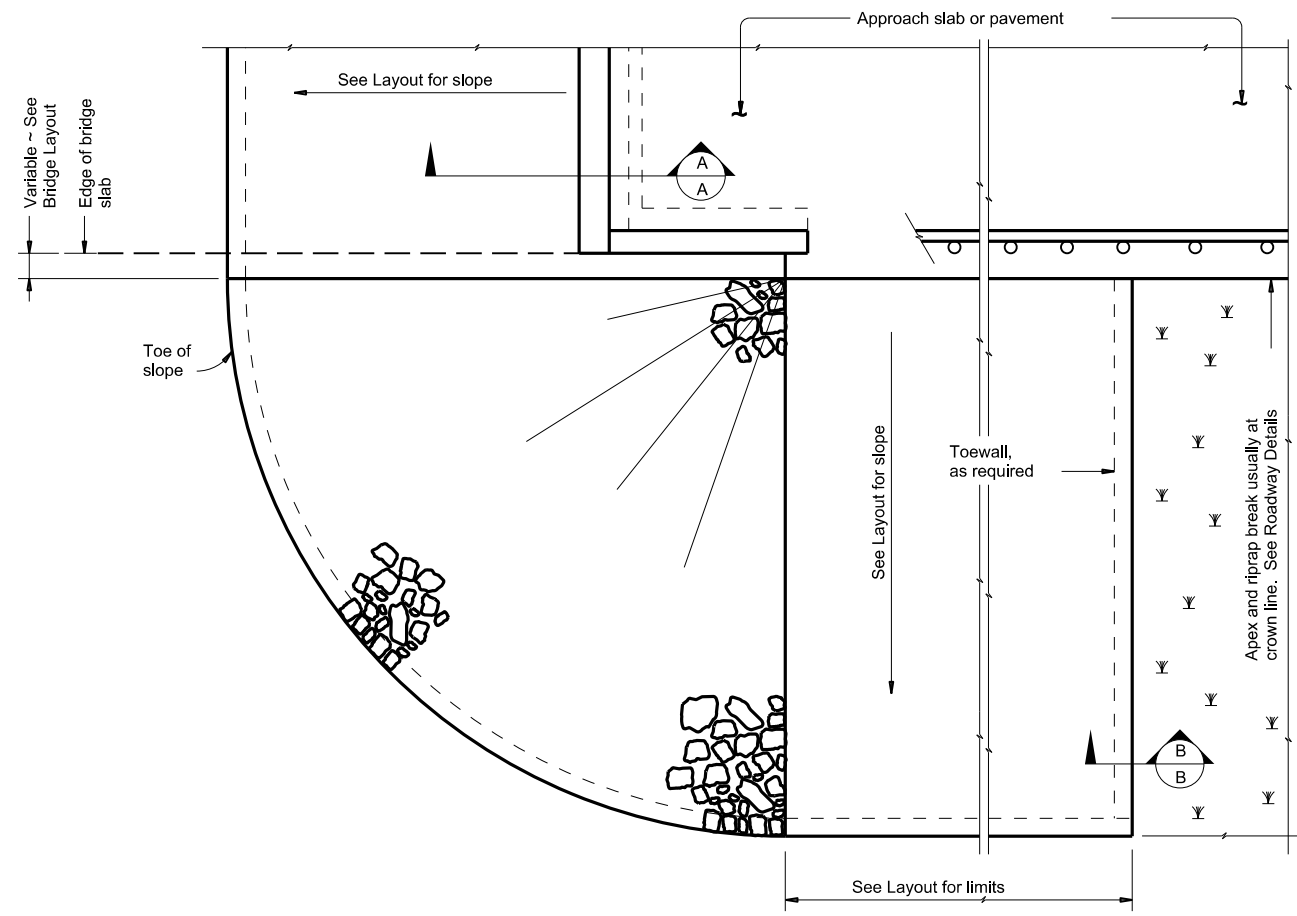 Approach slab or pavement
See Layout for slope
Variable ~ See
Bridge Layout
Edge of bridge
slab
A
A
Toe of
slope
See Layout for slope
Toewall,
as required
Apex and riprap break usually at
crown line. See Roadway Details
B
B
See Layout for limits